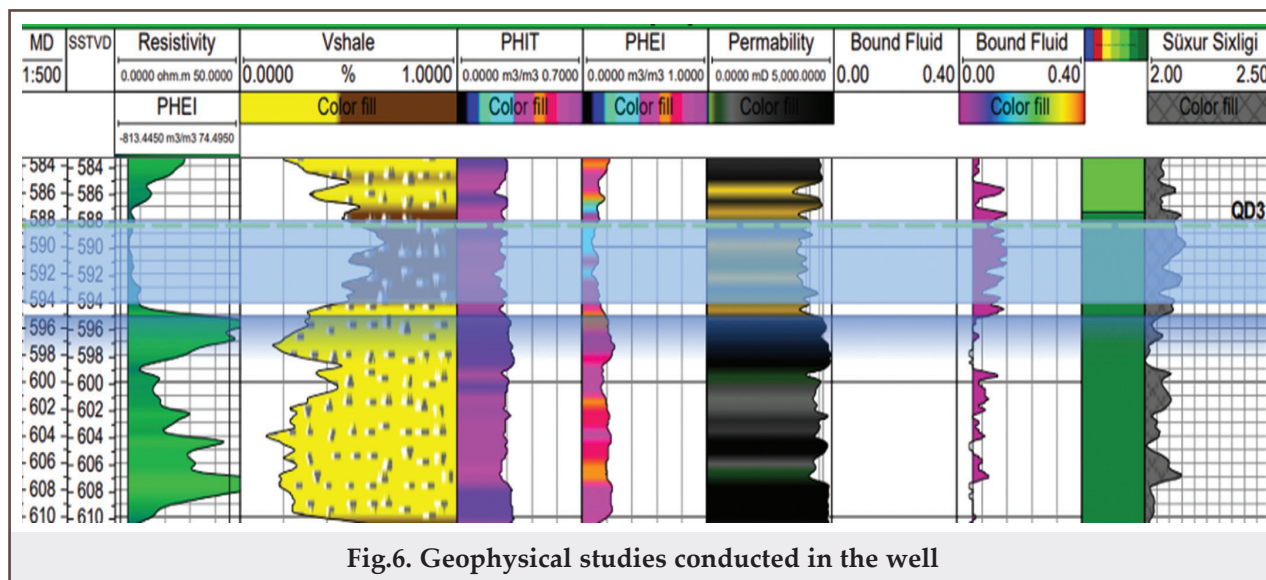 MD SSTVD Resistivity Vshale PHIT PHEI Permability Bound Fluid Bound Fluid Süxur Sixligi
1:500 0.0000 ohm.m 50.0000 0.0000 % 1.0000 0.0000 m3/m3 0.7000 0.0000 m3/m3 1.0000 0.0000 mD 5,000.0000 0.00 0.40 0.00 0.40 2.00 2.50
PHEI Color fill Color fill Color fill Color fill Color fill Color fill
-813.4450 m3/m3 74.4950
584 584
586 586
588 588 QD3
590 590
592 592
594 594
596 596
598 598
600 600
602 602
604 604
606 606
608 608
610 610
Fig.6. Geophysical studies conducted in the well